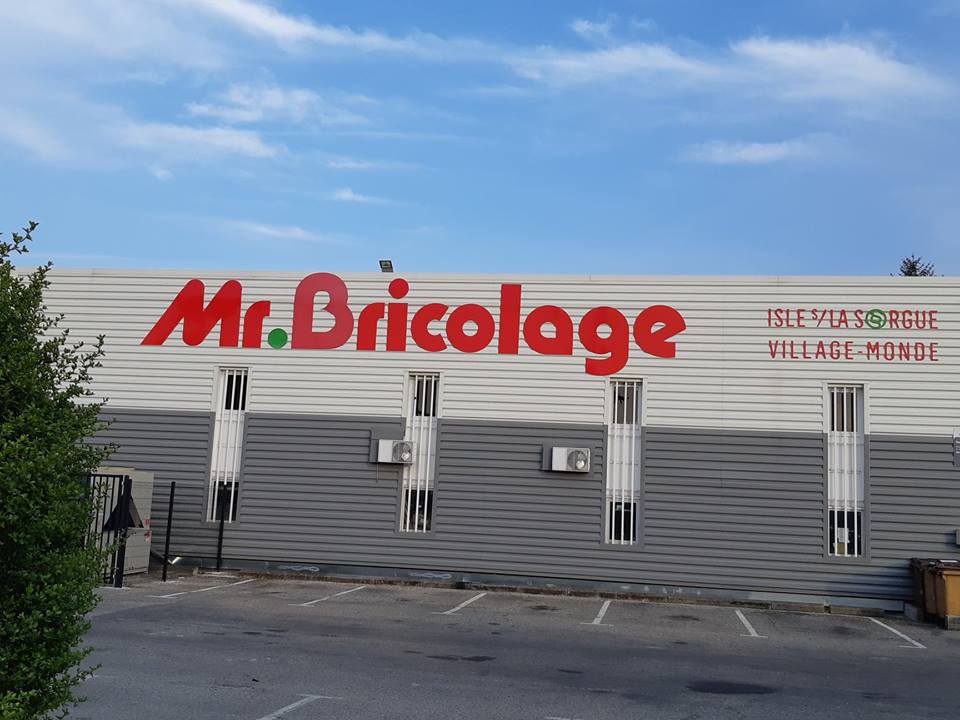 Mr.Bricolage
ISLE S/LA SORGUE
VILLAGE-MONDE